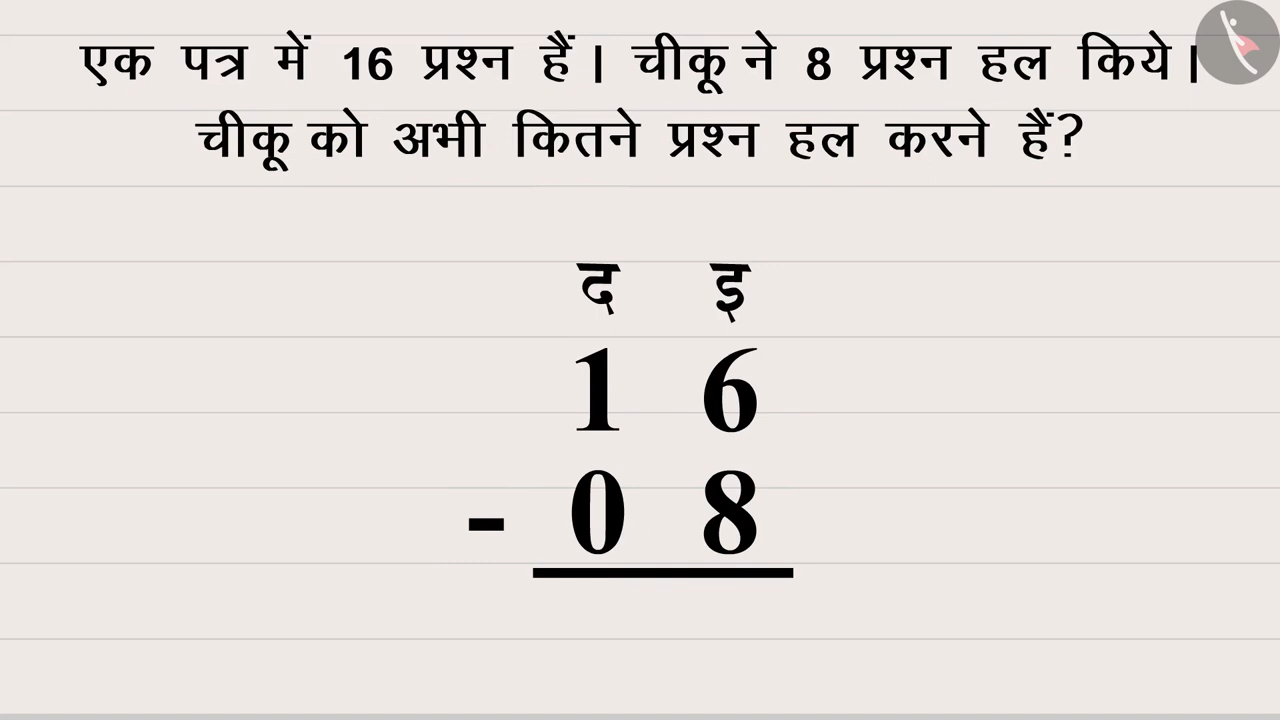 एक पत्र में 16 प्रश्न हैं। चीकू ने 8 प्रश्न हल किये।
चीकू को अभी कितने प्रश्न हल करने हैं?
द इ
1 6
- 0 8